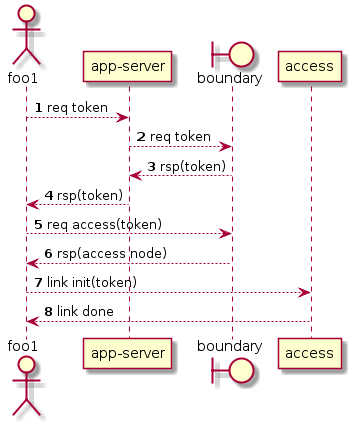 foo1 app-server boundary access
1 req token
2 req token
3 rsp(token)
4 rsp(token)
5 req access(token)
6 rsp(access node)
7 link init(token)
8 link done
foo1 app-server boundary access